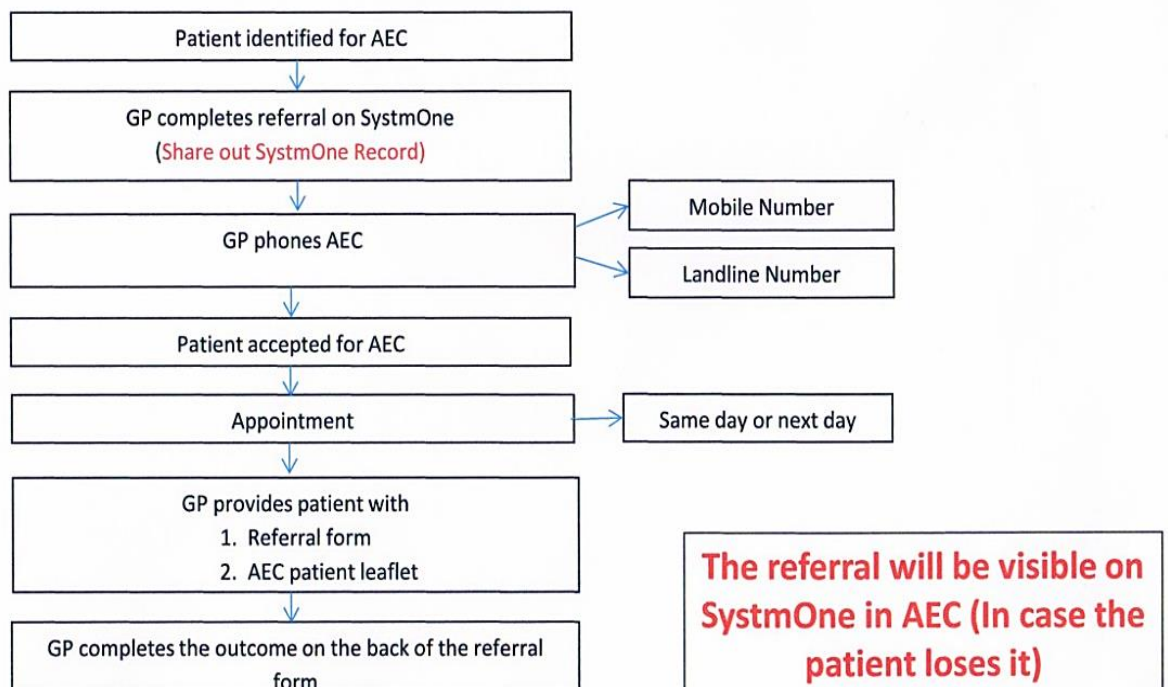 Patient identified for AEC
GP completes referral on SystmOne
(Share out SystmOne Record)
GP phones AEC
Mobile Number
Landline Number
Patient accepted for AEC
Appointment
Same day or next day
GP provides patient with
1. Referral form
2. AEC patient leaflet
The referral will be visible on
SystmOne in AEC (In case the
patient loses it)
GP completes the outcome on the back of the referral
form